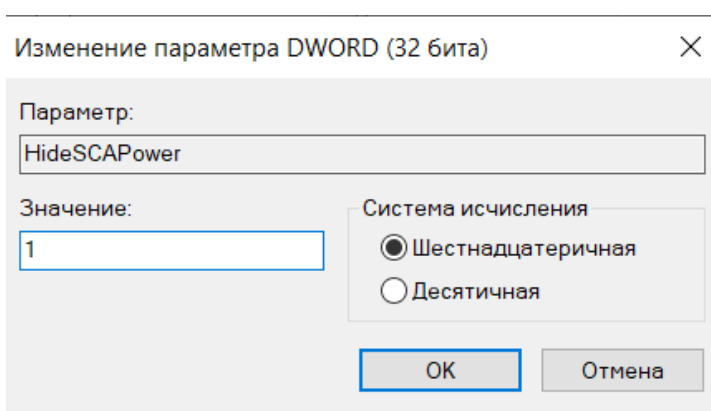 Изменение параметра DWORD (32 бита)
Параметр:
HideSCAPower
Значение:
1
Система исчисления
Шестнадцатеричная
Десятичная
OK
Отмена